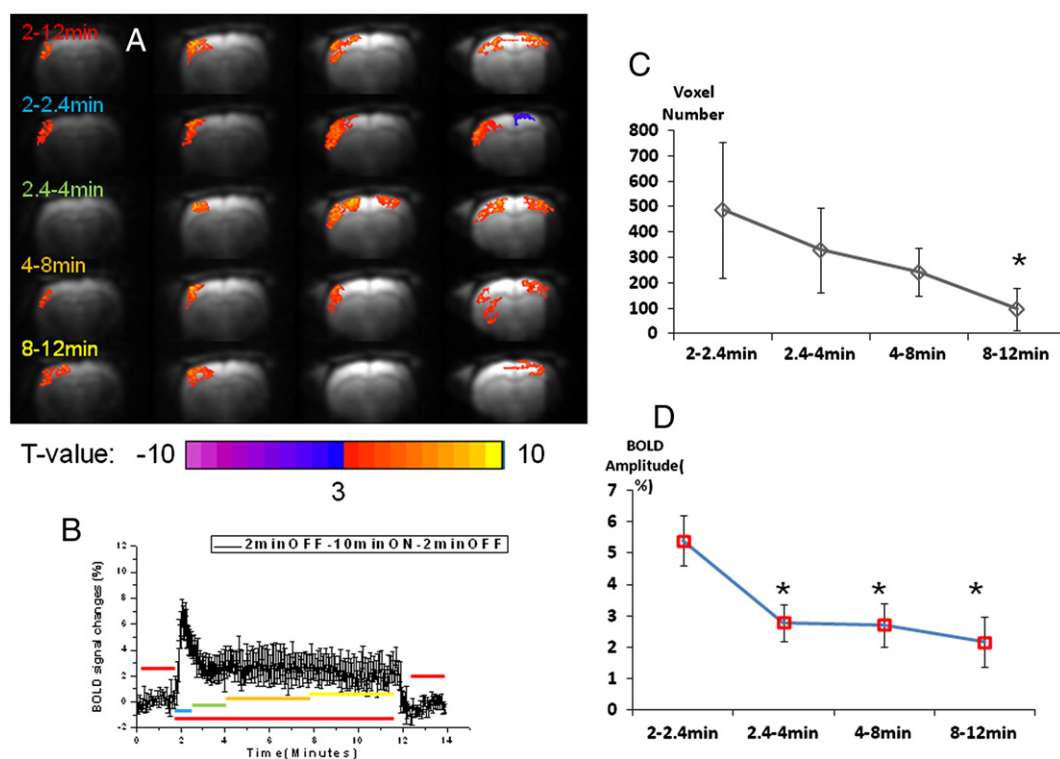 A
2-12min
2-2.4min
2.4-4min
4-8min
8-12min
T-value: -10 10
3
B
2minOFF-10minON-2minOFF
BOLD signal changes (%)
12
10
8
6
4
2
0
-2
0 2 4 6 8 10 12 14
Time(Minutes)
C
Voxel
Number
800
700
600
500
400
300
200
100
0
*
2-2.4min 2.4-4min 4-8min 8-12min
D
BOLD
Amplitude(
%)
7
6
5
4
3
2
1
0
* * *
2-2.4min 2.4-4min 4-8min 8-12min